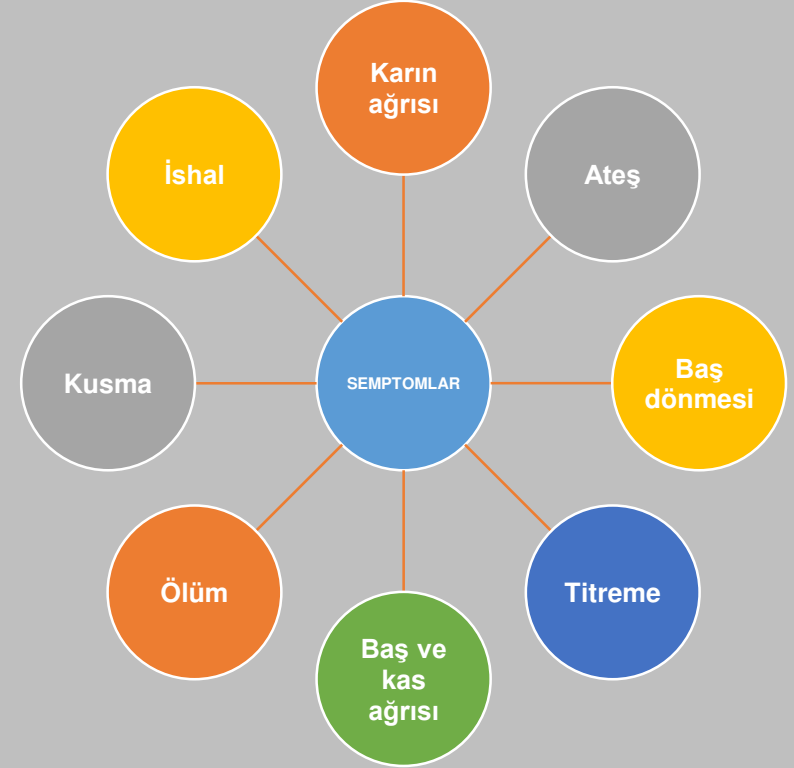 Karın
ağrısı
Ateş
Baş
dönmesi
Titreme
Baş ve
kas
ağrısı
Ölüm
Kusma
İshal
SEMPTOMLAR